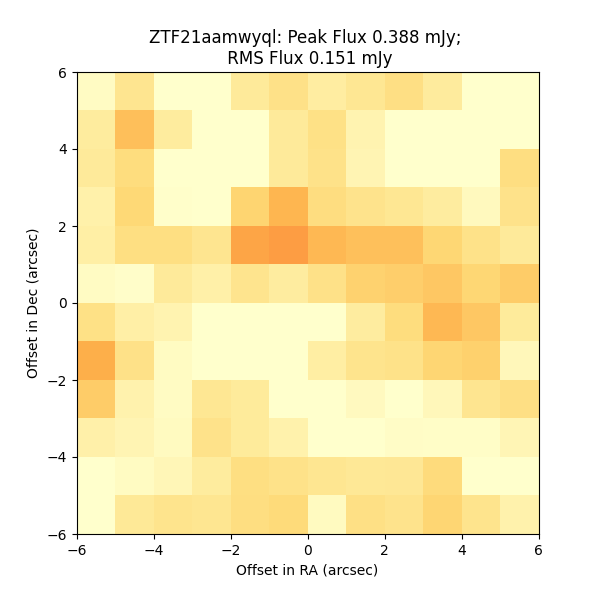 ZTF21aamwyql: Peak Flux 0.388 mJy;
RMS Flux 0.151 mJy
6
4
2
0
−2
−4
−6
Offset in Dec (arcsec)
−6 −4 −2 0 2 4 6
Offset in RA (arcsec)